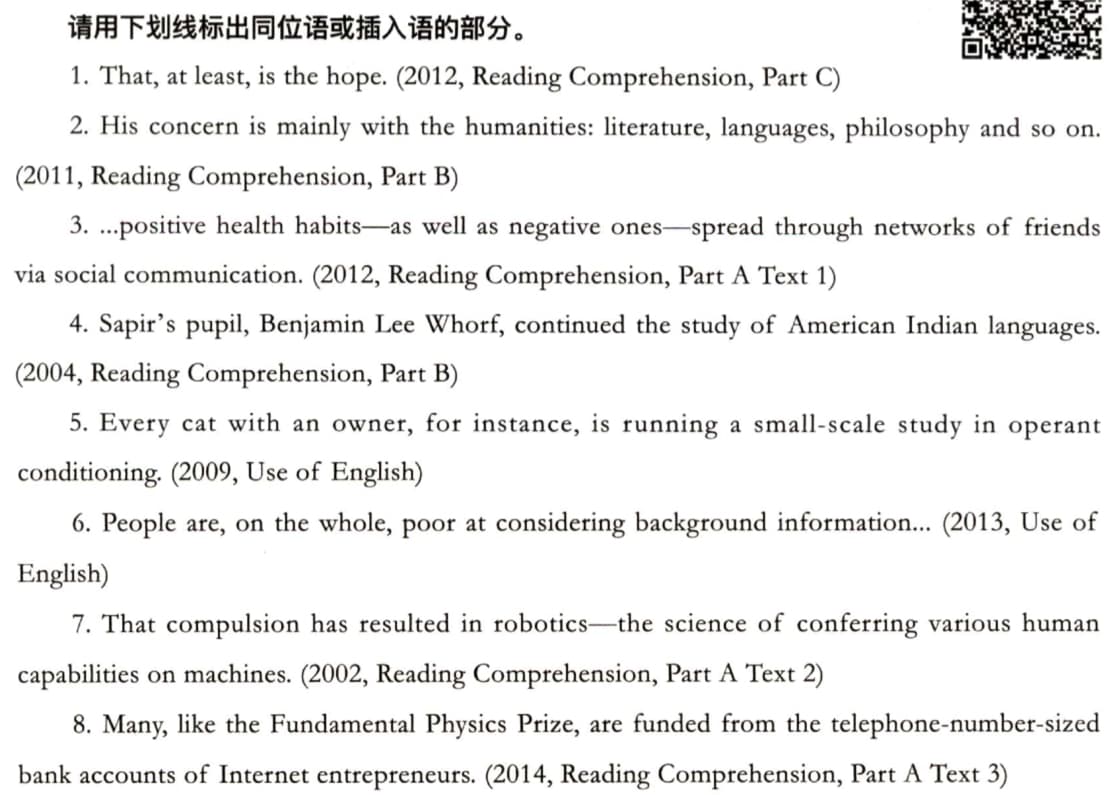 请用下划线标出同位语或插入语的部分。
1. That, at least, is the hope. (2012, Reading Comprehension, Part C)
2. His concern is mainly with the humanities: literature, languages, philosophy and so on.
(2011, Reading Comprehension, Part B)
3. ...positive health habits—as well as negative ones—spread through networks of friends
via social communication. (2012, Reading Comprehension, Part A Text 1)
4. Sapir's pupil, Benjamin Lee Whorf, continued the study of American Indian languages.
(2004, Reading Comprehension, Part B)
5. Every cat with an owner, for instance, is running a small-scale study in operant
conditioning. (2009, Use of English)
6. People are, on the whole, poor at considering background information... (2013, Use of
English)
7. That compulsion has resulted in robotics—the science of conferring various human
capabilities on machines. (2002, Reading Comprehension, Part A Text 2)
8. Many, like the Fundamental Physics Prize, are funded from the telephone-number-sized
bank accounts of Internet entrepreneurs. (2014, Reading Comprehension, Part A Text 3)